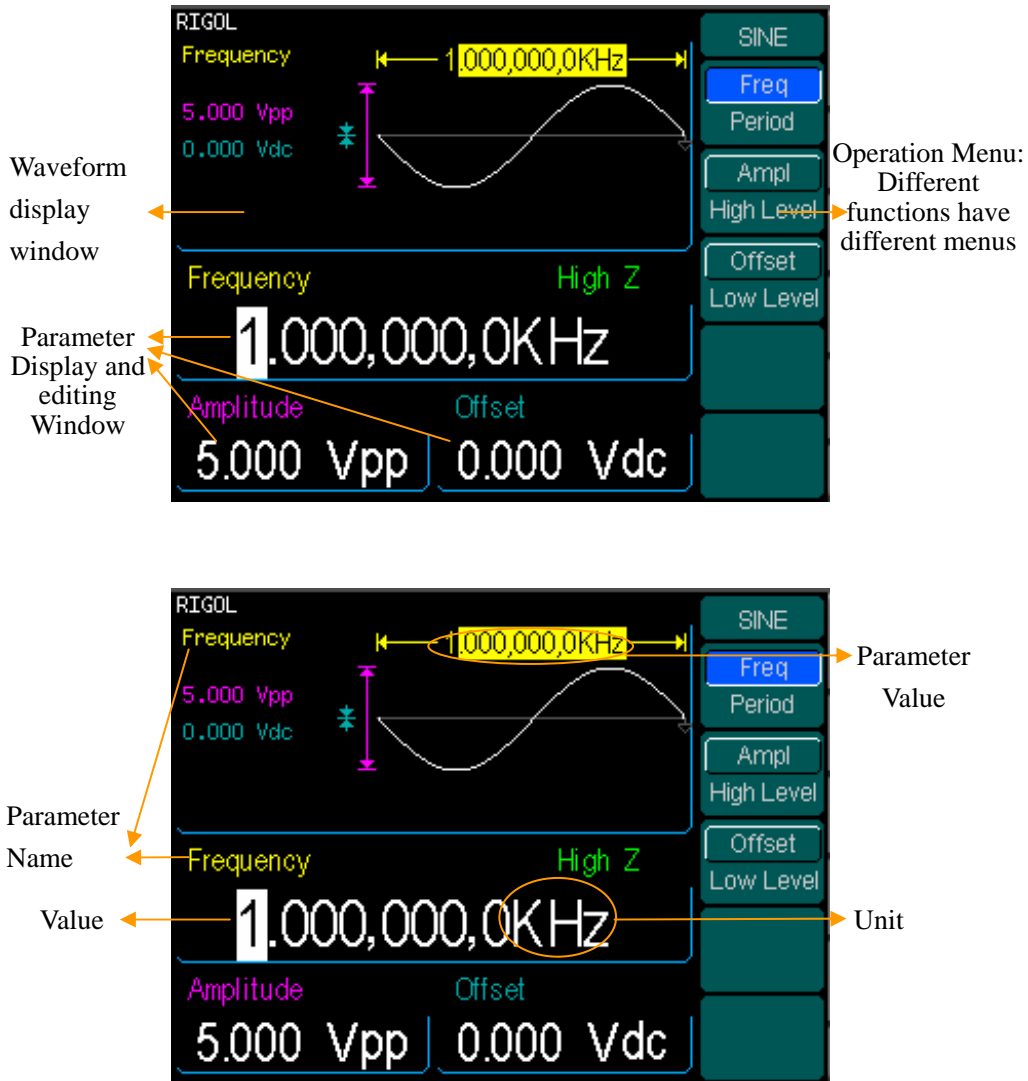 RIGOL
SINE
Frequency
1.000,000,0KHz
Freq
Period
5.000 Vpp
0.000 Vdc
Ampl
High Level
Offset
Low Level
Waveform
display
window
Operation Menu:
Different
functions have
different menus
Frequency
High Z
1.000,000,0KHz
Parameter
Display and
editing
Window
Amplitude
Offset
5.000 Vpp
0.000 Vdc
RIGOL
SINE
Frequency
1.000,000,0KHz
Freq
Period
Parameter
Value
5.000 Vpp
0.000 Vdc
Ampl
High Level
Offset
Low Level
Parameter
Name
Frequency
High Z
Value
1.000,000,0KHz
Unit
Amplitude
Offset
5.000 Vpp
0.000 Vdc